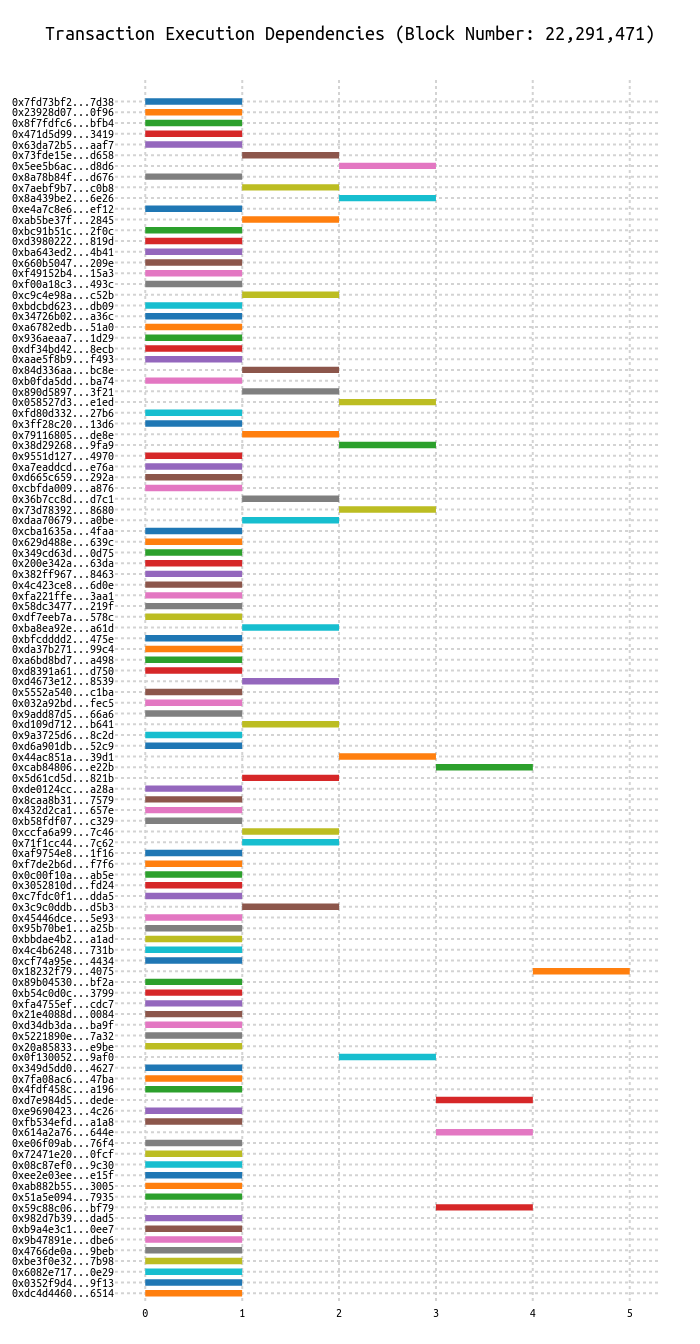 Transaction Execution Dependencies (Block Number: 22,291,471)
0x7fd73bf2...7d38
0x23928d07...0f96
0x8f7fdfc6...bfb4
0x471d5d99...3419
0x63da72b5...aaf7
0x73fde15e...d658
0x5ee5b6ac...d8d6
0x8a78b84f...d676
0x7aebf9b7...c0b8
0x8a439be2...6e26
0xe4a7c8e6...ef12
0xab5be37f...2845
0xbc91b51c...2f0c
0xd3980222...819d
0xba643ed2...4b41
0x660b5047...209e
0xf49152b4...15a3
0xf00a18c3...493c
0xc9c4e98a...c52b
0xbdcbd623...db09
0x34726b02...a36c
0xa6782edb...51a0
0x936aeaa7...1d29
0xdf34bd42...8ecb
0xaae5f8b9...f493
0x84d336aa...bc8e
0xb0fda5dd...ba74
0x890d5897...3f21
0x058527d3...e1ed
0xfd80d332...27b6
0x3ff28c20...13d6
0x79116805...de8e
0x38d29268...9fa9
0x9551d127...4970
0xa7eaddcd...e76a
0xd665c659...292a
0xcbfda009...a876
0x36b7cc8d...d7c1
0x73d78392...8680
0xdaa70679...a0be
0xcba1635a...4faa
0x629d488e...639c
0x349cd63d...0d75
0x200e342a...63da
0x382ff967...8463
0x4c423ce8...6d0e
0xfa221ffe...3aa1
0x58dc3477...219f
0xdf7eeb7a...578c
0xba8ea92e...a61d
0xbfcdddd2...475e
0xda37b271...99c4
0xa6bd8bd7...a498
0xd8391a61...d750
0xd4673e12...8539
0x5552a540...c1ba
0x032a92bd...fec5
0x9add87d5...66a6
0xd109d712...b641
0x9a3725d6...8c2d
0xd6a901db...52c9
0x44ac851a...39d1
0xcab84806...e22b
0x5d61cd5d...821b
0xde0124cc...a28a
0x8caa8b31...7579
0x432d2ca1...657e
0xb58fdf07...c329
0xccfa6a99...7c46
0x71f1cc44...7c62
0xaf9754e8...1f16
0xf7de2b6d...f7f6
0x0c00f10a...ab5e
0x3052810d...fd24
0xc7fdc0f1...dda5
0x3c9c0ddb...d5b3
0x45446dce...5e93
0x95b70be1...a25b
0xbbdae4b2...a1ad
0x4c4b6248...731b
0xcf74a95e...4434
0x18232f79...4075
0x89b04530...bf2a
0xb54c0d0c...3799
0xfa4755ef...cdc7
0x21e4088d...0084
0xd34db3da...ba9f
0x5221890e...7a32
0x20a85833...e9be
0x0f130052...9af0
0x349d5dd0...4627
0x7fa08ac6...47ba
0x4fdf458c...a196
0xd7e984d5...dede
0xe9690423...4c26
0xfb534efd...a1a8
0x614a2a76...644e
0xe06f09ab...76f4
0x72471e20...0fcf
0x08c87ef0...9c30
0xee2e03ee...e15f
0xab882b55...3005
0x51a5e094...7935
0x59c88c06...bf79
0x982d7b39...dad5
0xb9a4e3c1...0ee7
0x9b47891e...dbe6
0x4766de0a...9beb
0xbe3f0e32...7b98
0x6082e717...0e29
0x0352f9d4...9f13
0xdc4d4460...6514
0 1 2 3 4 5